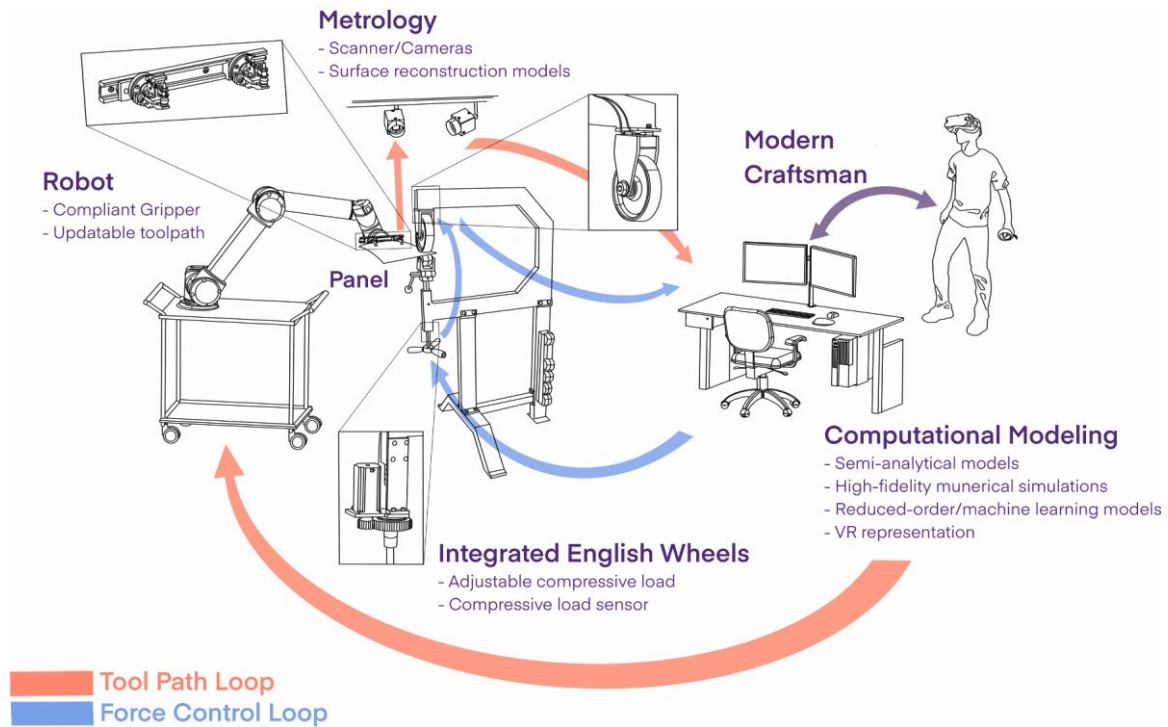 Metrology
- Scanner/Cameras
- Surface reconstruction models
Robot
- Compliant Gripper
- Updatable toolpath
Panel
Modern
Craftsman
Computational Modeling
- Semi-analytical models
- High-fidelity munerical simulations
- Reduced-order/machine learning models
- VR representation
Integrated English Wheels
- Adjustable compressive load
- Compressive load sensor
Tool Path Loop
Force Control Loop